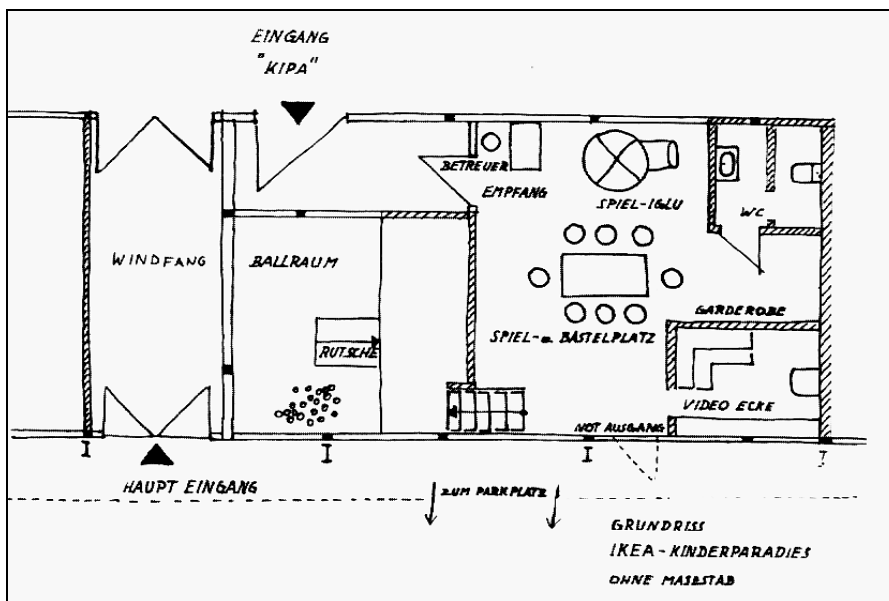 EINGANG
"KIPA"
BETREUER
EMPFANG
SPIEL-IGLU
WC
WINDFANG
BALLRAUM
GARDEROBE
RUTSCHE
SPIEL- u. BASTELPLATZ
VIDEO ECKE
NOT AUSGANG
I I I I
HAUPT EINGANG
ZUM PARKPLATZ
GRUNDRISS
IKEA-KINDERPARADIES
OHNE MASSTAB